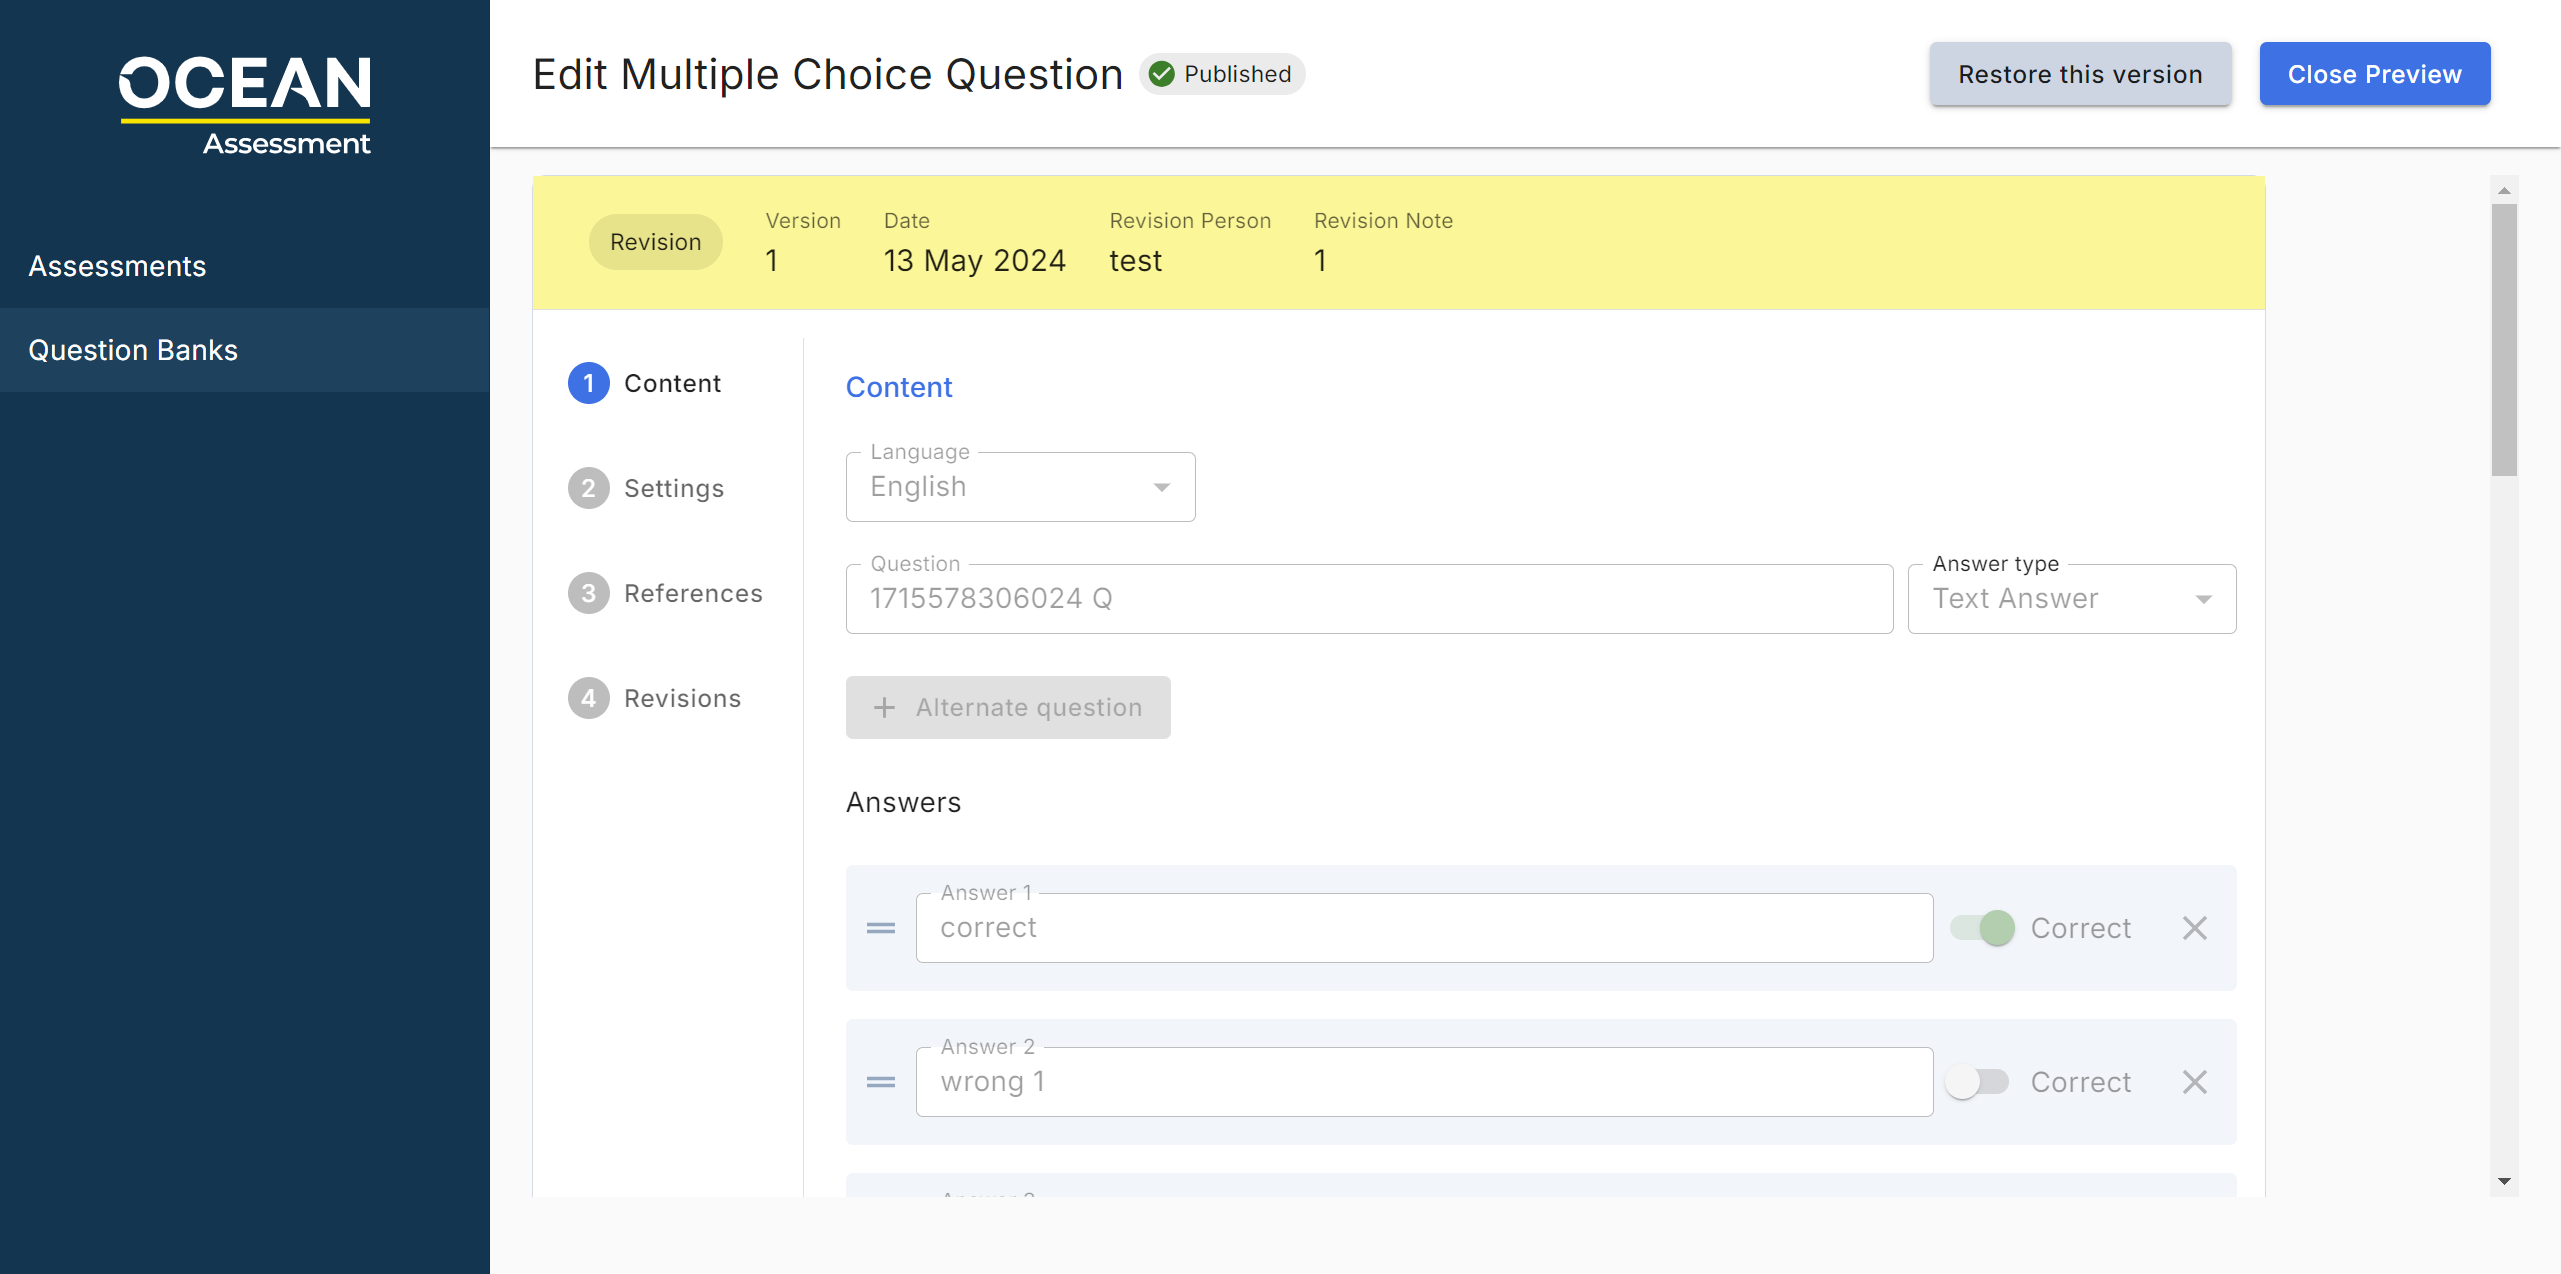 OCEAN
Assessment
Assessments
Question Banks
Edit Multiple Choice Question
Published
Restore this version
Close Preview
Revision
Version
1
Date
13 May 2024
Revision Person
test
Revision Note
1
1 Content
2 Settings
3 References
4 Revisions
Content
Language
English
Question
1715578306024 Q
Answer type
Text Answer
+ Alternate question
Answers
Answer 1
correct
Correct
Answer 2
wrong 1
Correct